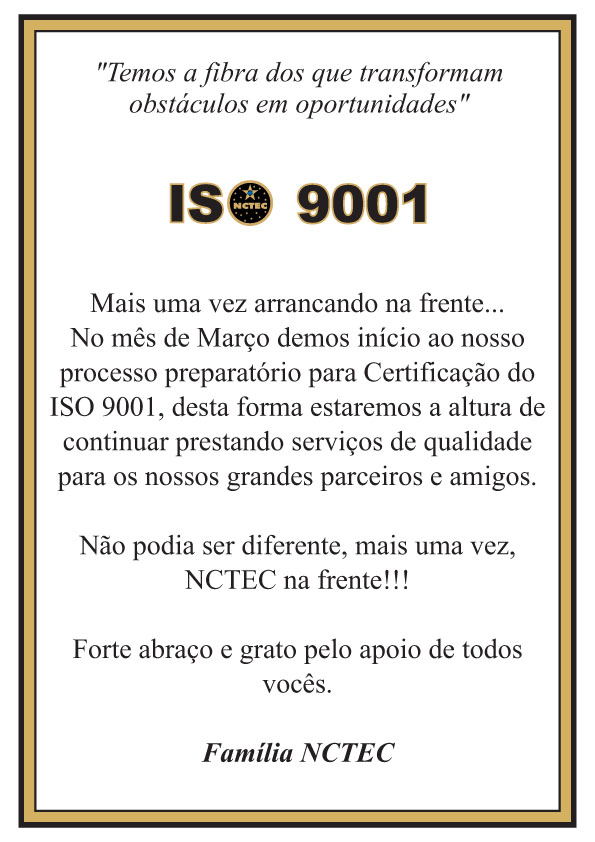 "Temos a fibra dos que transformam
obstáculos em oportunidades"
ISO 9001
NCTEC
Mais uma vez arrancando na frente...
No mês de Março demos início ao nosso
processo preparatório para Certificação do
ISO 9001, desta forma estaremos a altura de
continuar prestando serviços de qualidade
para os nossos grandes parceiros e amigos.
Não podia ser diferente, mais uma vez,
NCTEC na frente!!!
Forte abraço e grato pelo apoio de todos
vocês.
Família NCTEC